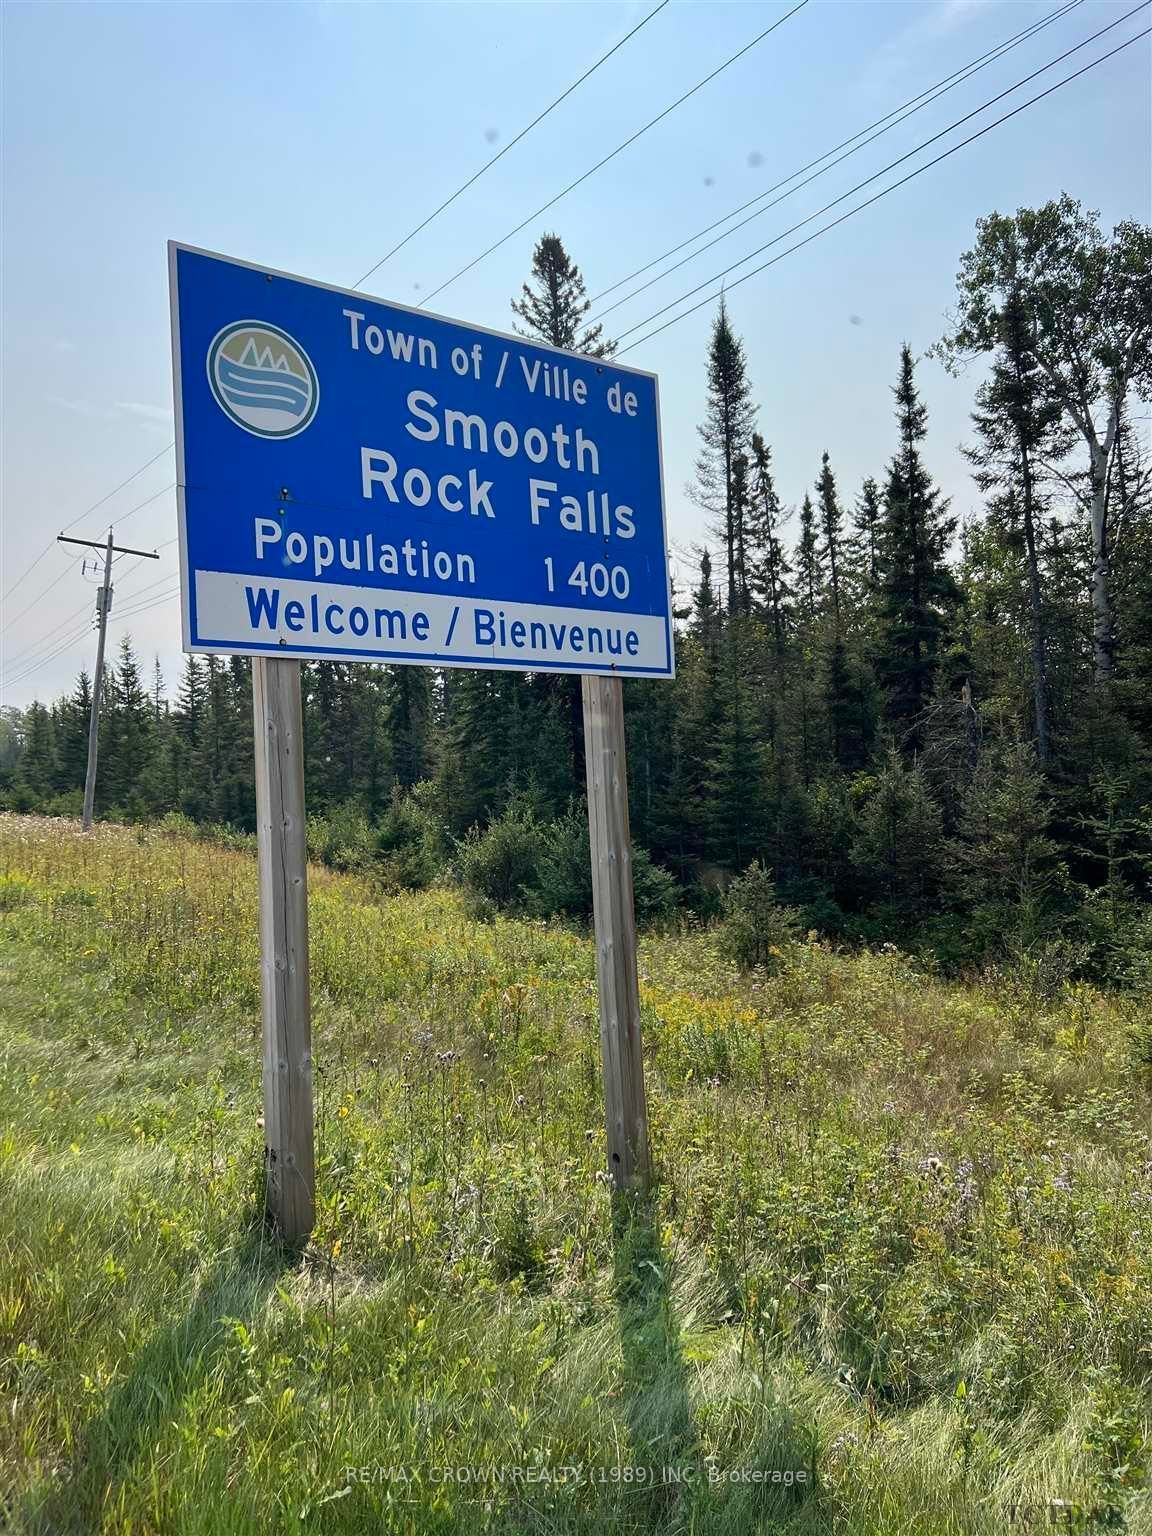 Town of / Ville de
Smooth
Rock Falls
Population 1 400
Welcome / Bienvenue
RE/MAX CROWN REALTY (1989) INC, Brokerage